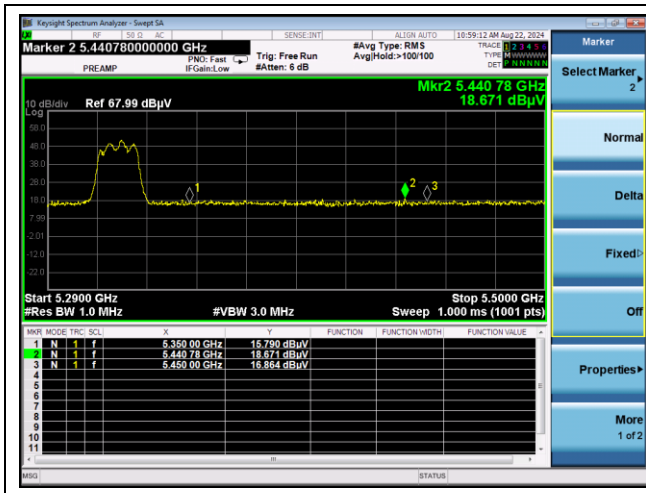 Keysight Spectrum Analyzer - Swept SA
RF 50 Ω AC SENSE:INT ALIGN AUTO 10:59:12 AM Aug 22, 2024
Marker 2 5.440780000000 GHz
PREAMP
PNO: Fast
IFGain:Low
Trig: Free Run
#Atten: 6 dB
#Avg Type: RMS
Avg|Hold:>100/100
TRACE 1 2 3 4 5 6
TYPE M WWWWW
DET P N N N N N
Mkr2 5.440 78 GHz
18.671 dBµV
10 dB/div Ref 67.99 dBµV
Log
58.0
48.0
38.0
28.0
18.0
7.99
-2.01
-12.0
-22.0
1
2
3
Start 5.2900 GHz Stop 5.5000 GHz
#Res BW 1.0 MHz #VBW 3.0 MHz Sweep 1.000 ms (1001 pts)
MKR MODE TRC SCL X Y FUNCTION FUNCTION WIDTH FUNCTION VALUE
1 N 1 f 5.350 00 GHz 15.790 dBµV
2 N 1 f 5.440 78 GHz 18.671 dBµV
3 N 1 f 5.450 00 GHz 16.864 dBµV
4
5
6
7
8
9
10
11
MSG STATUS
Marker
Select Marker
2
Normal
Delta
Fixed
Off
Properties
More
1 of 2